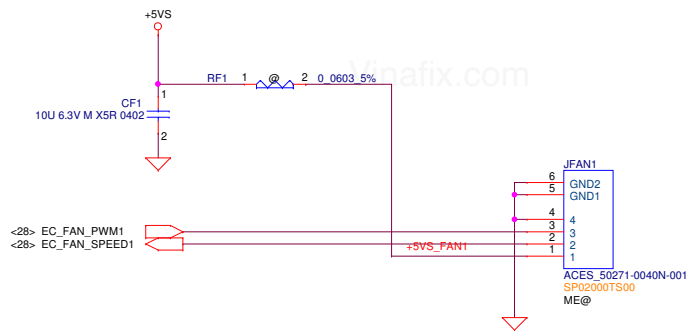 +5VS
Vinafix.com
RF1 1 @ 2 0_0603_5%
1
CF1
10U 6.3V M X5R 0402
2
JFAN1
6 GND2
5 GND1
4 4
<28> EC_FAN_PWM1 3 3
<28> EC_FAN_SPEED1 2 2
+5VS_FAN1 1 1
ACES_50271-0040N-001
SP02000TS00
ME@